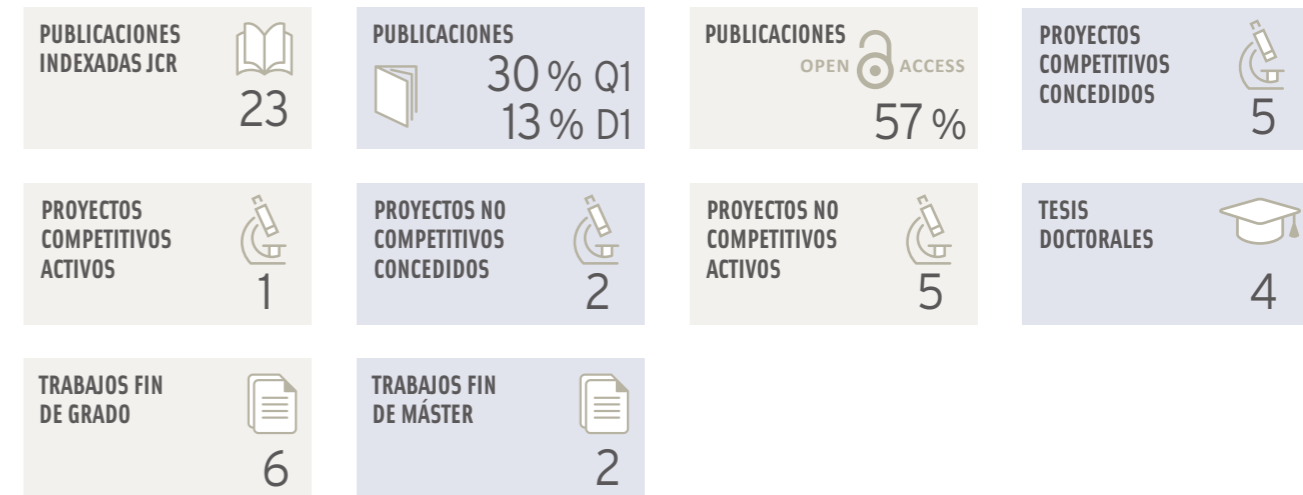 PUBLICACIONES
INDEXADAS JCR
23
PUBLICACIONES
30 % Q1
13 % D1
PUBLICACIONES
OPEN ACCESS
57 %
PROYECTOS
COMPETITIVOS
CONCEDIDOS
5
PROYECTOS
COMPETITIVOS
ACTIVOS
1
PROYECTOS NO
COMPETITIVOS
CONCEDIDOS
2
PROYECTOS NO
COMPETITIVOS
ACTIVOS
5
TESIS
DOCTORALES
4
TRABAJOS FIN
DE GRADO
6
TRABAJOS FIN
DE MÁSTER
2